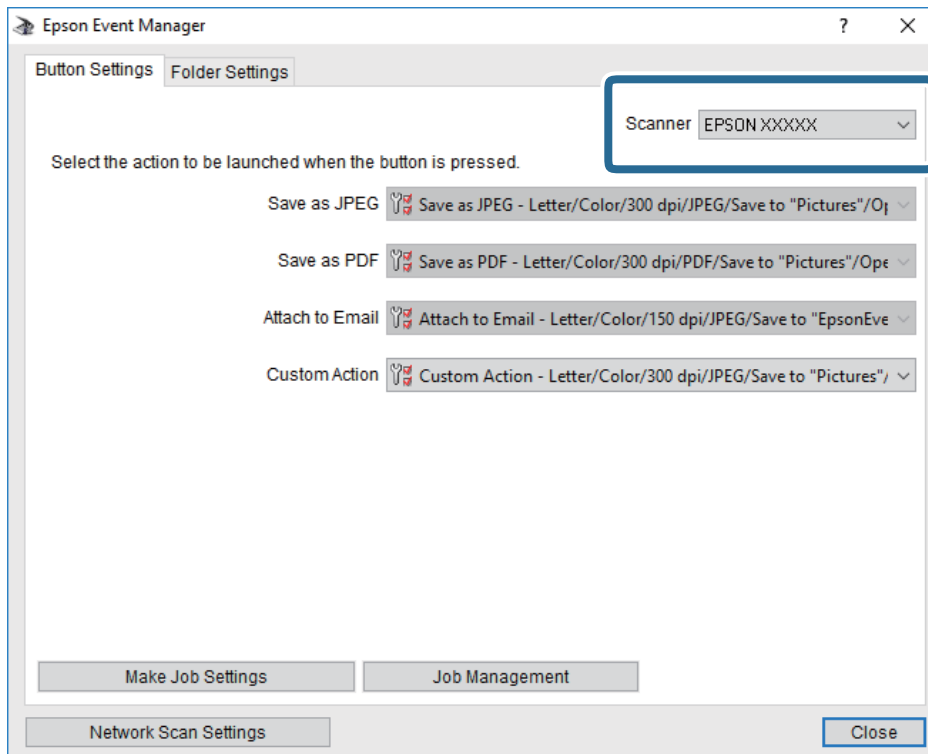 Epson Event Manager
Button Settings Folder Settings
Scanner EPSON XXXXX
Select the action to be launched when the button is pressed.
Save as JPEG Save as JPEG - Letter/Color/300 dpi/JPEG/Save to "Pictures"/Op
Save as PDF Save as PDF - Letter/Color/300 dpi/PDF/Save to "Pictures"/Ope
Attach to Email Attach to Email - Letter/Color/150 dpi/JPEG/Save to "EpsonEve
Custom Action Custom Action - Letter/Color/300 dpi/JPEG/Save to "Pictures"/
Make Job Settings Job Management
Network Scan Settings Close